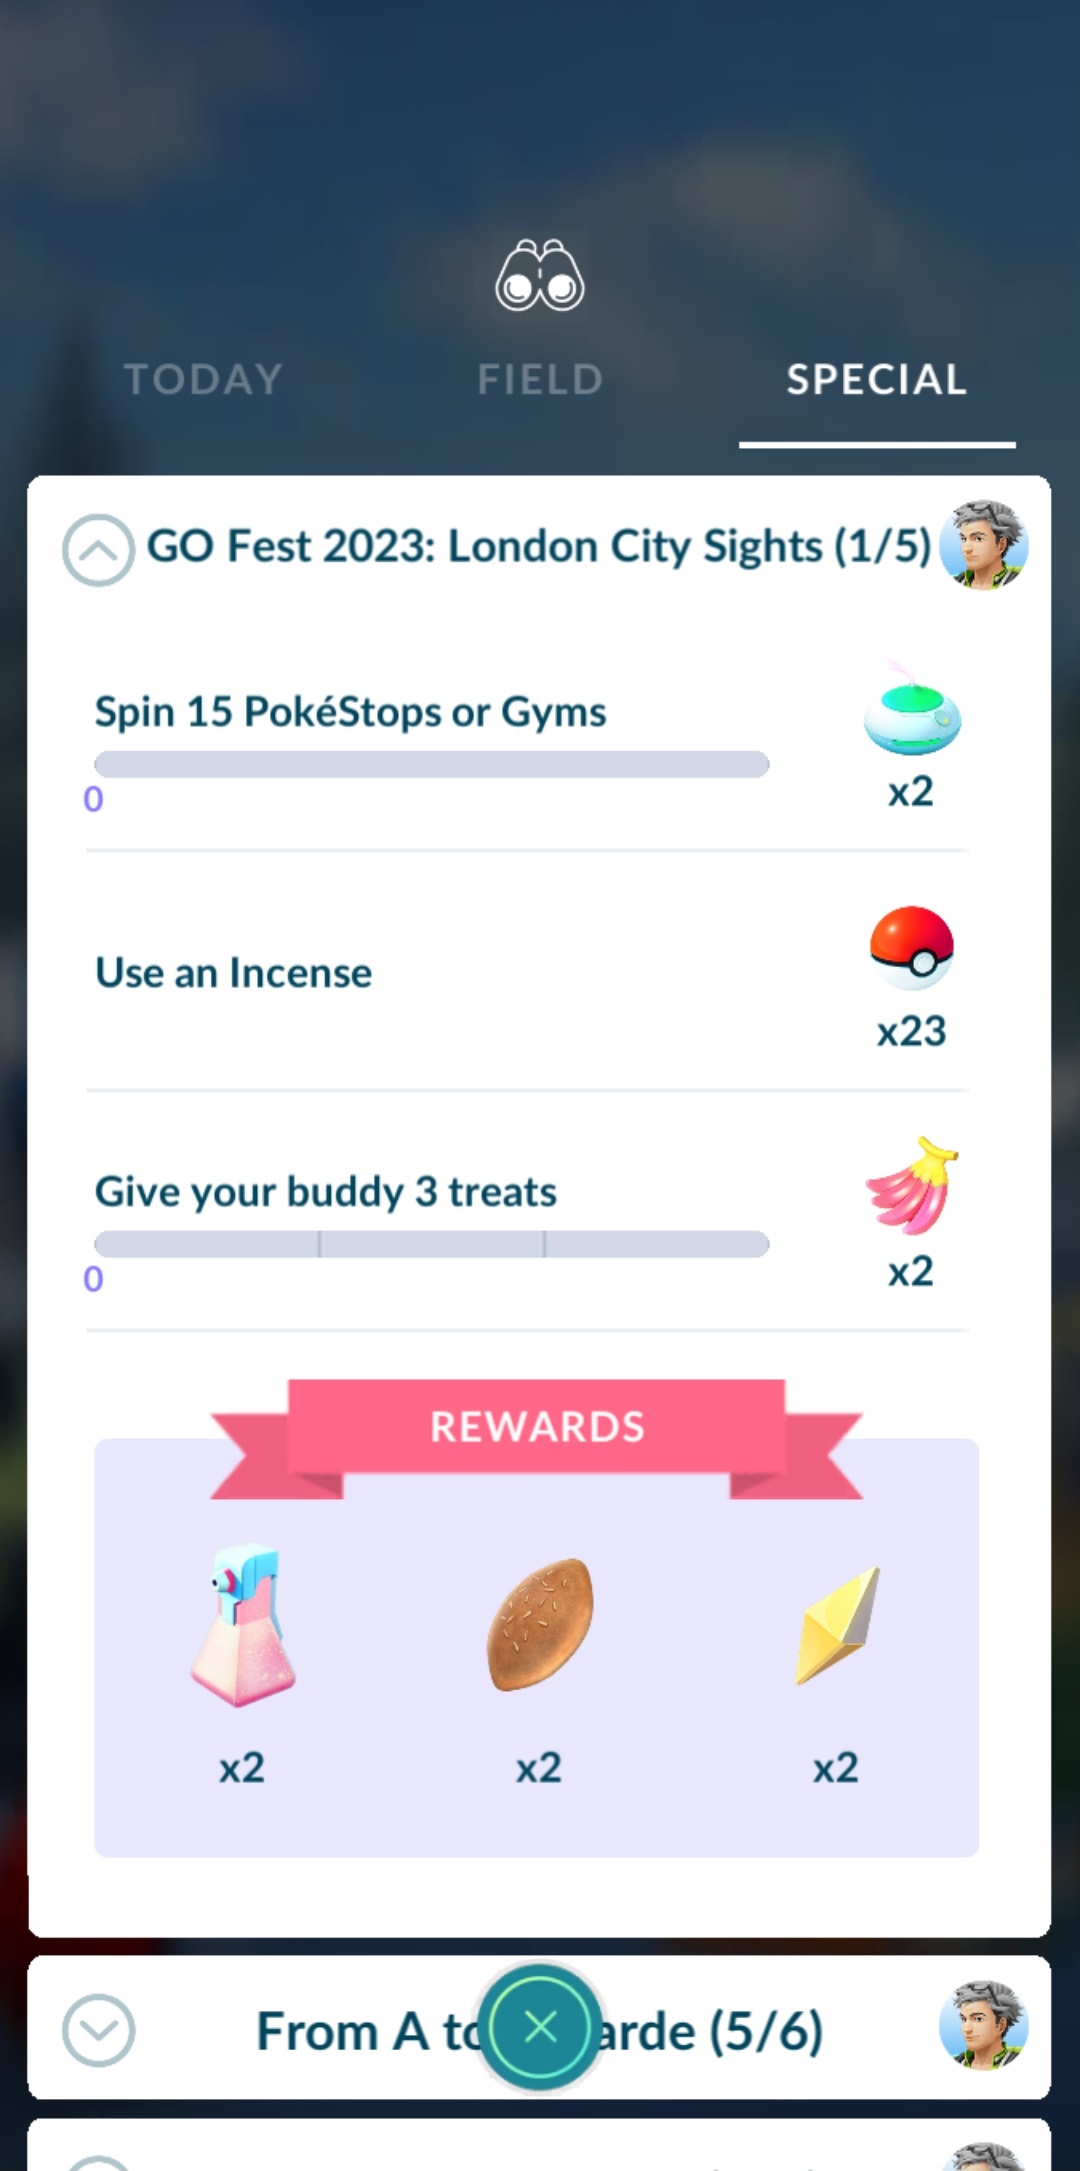 TODAY
FIELD
SPECIAL
GO Fest 2023: London City Sights (1/5)
Spin 15 PokéStops or Gyms
0
x2
Use an Incense
x23
Give your buddy 3 treats
0
x2
REWARDS
x2
x2
x2
From A to arde (5/6)